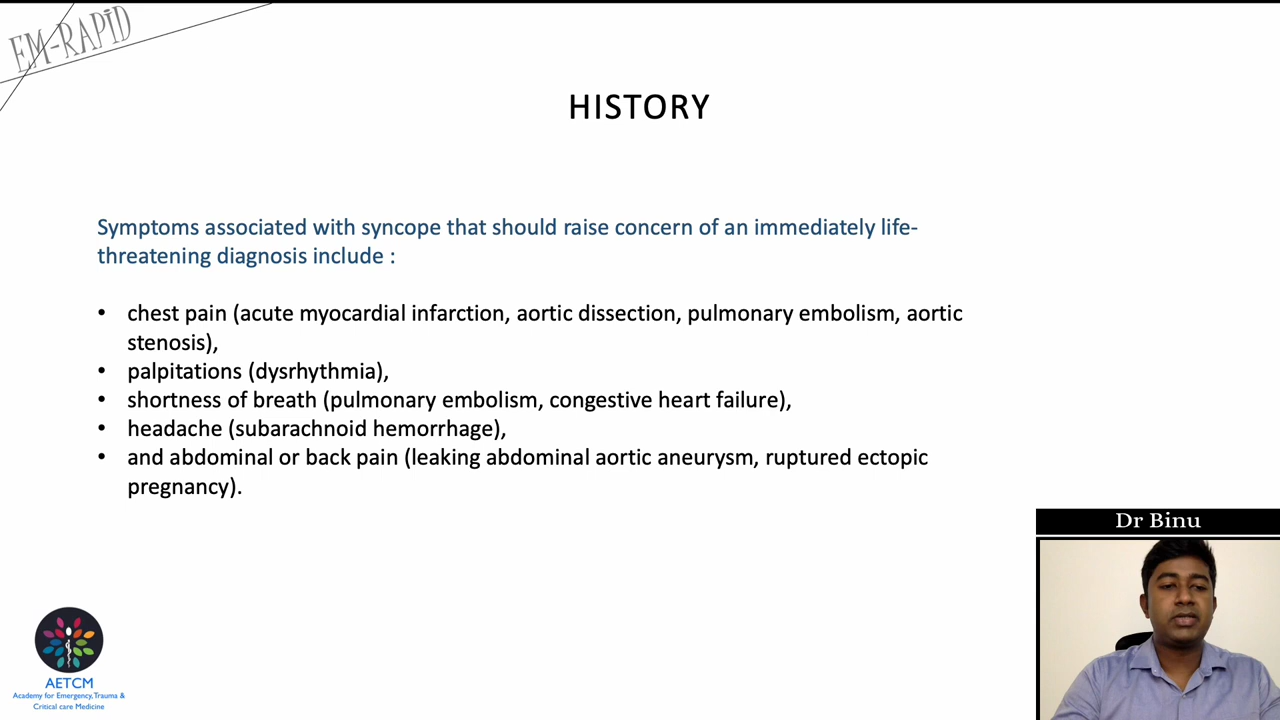 EM-RAPID
HISTORY
Symptoms associated with syncope that should raise concern of an immediately life-
threatening diagnosis include :
• chest pain (acute myocardial infarction, aortic dissection, pulmonary embolism, aortic
stenosis),
• palpitations (dysrhythmia),
• shortness of breath (pulmonary embolism, congestive heart failure),
• headache (subarachnoid hemorrhage),
• and abdominal or back pain (leaking abdominal aortic aneurysm, ruptured ectopic
pregnancy).
Dr Binu
AETCM
Academy for Emergency, Trauma &
Critical care Medicine